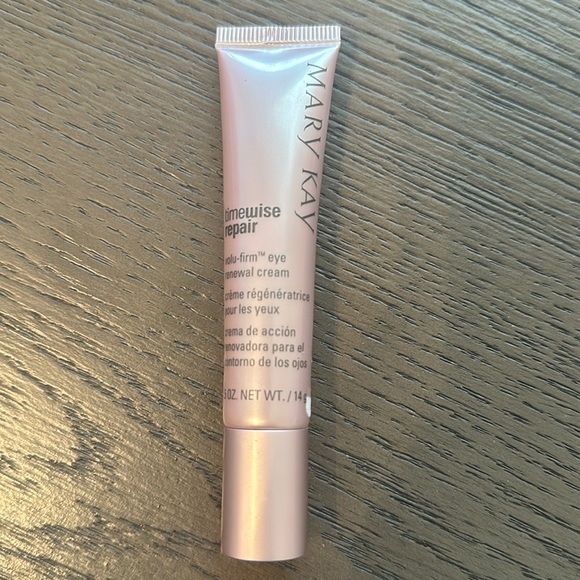 MARY KAY
timewise
repair
volu-firm™ eye
renewal cream
crème régénératrice
pour les yeux
crema de acción
renovadora para el
contorno de los ojos
5 OZ. NET WT. / 14 g